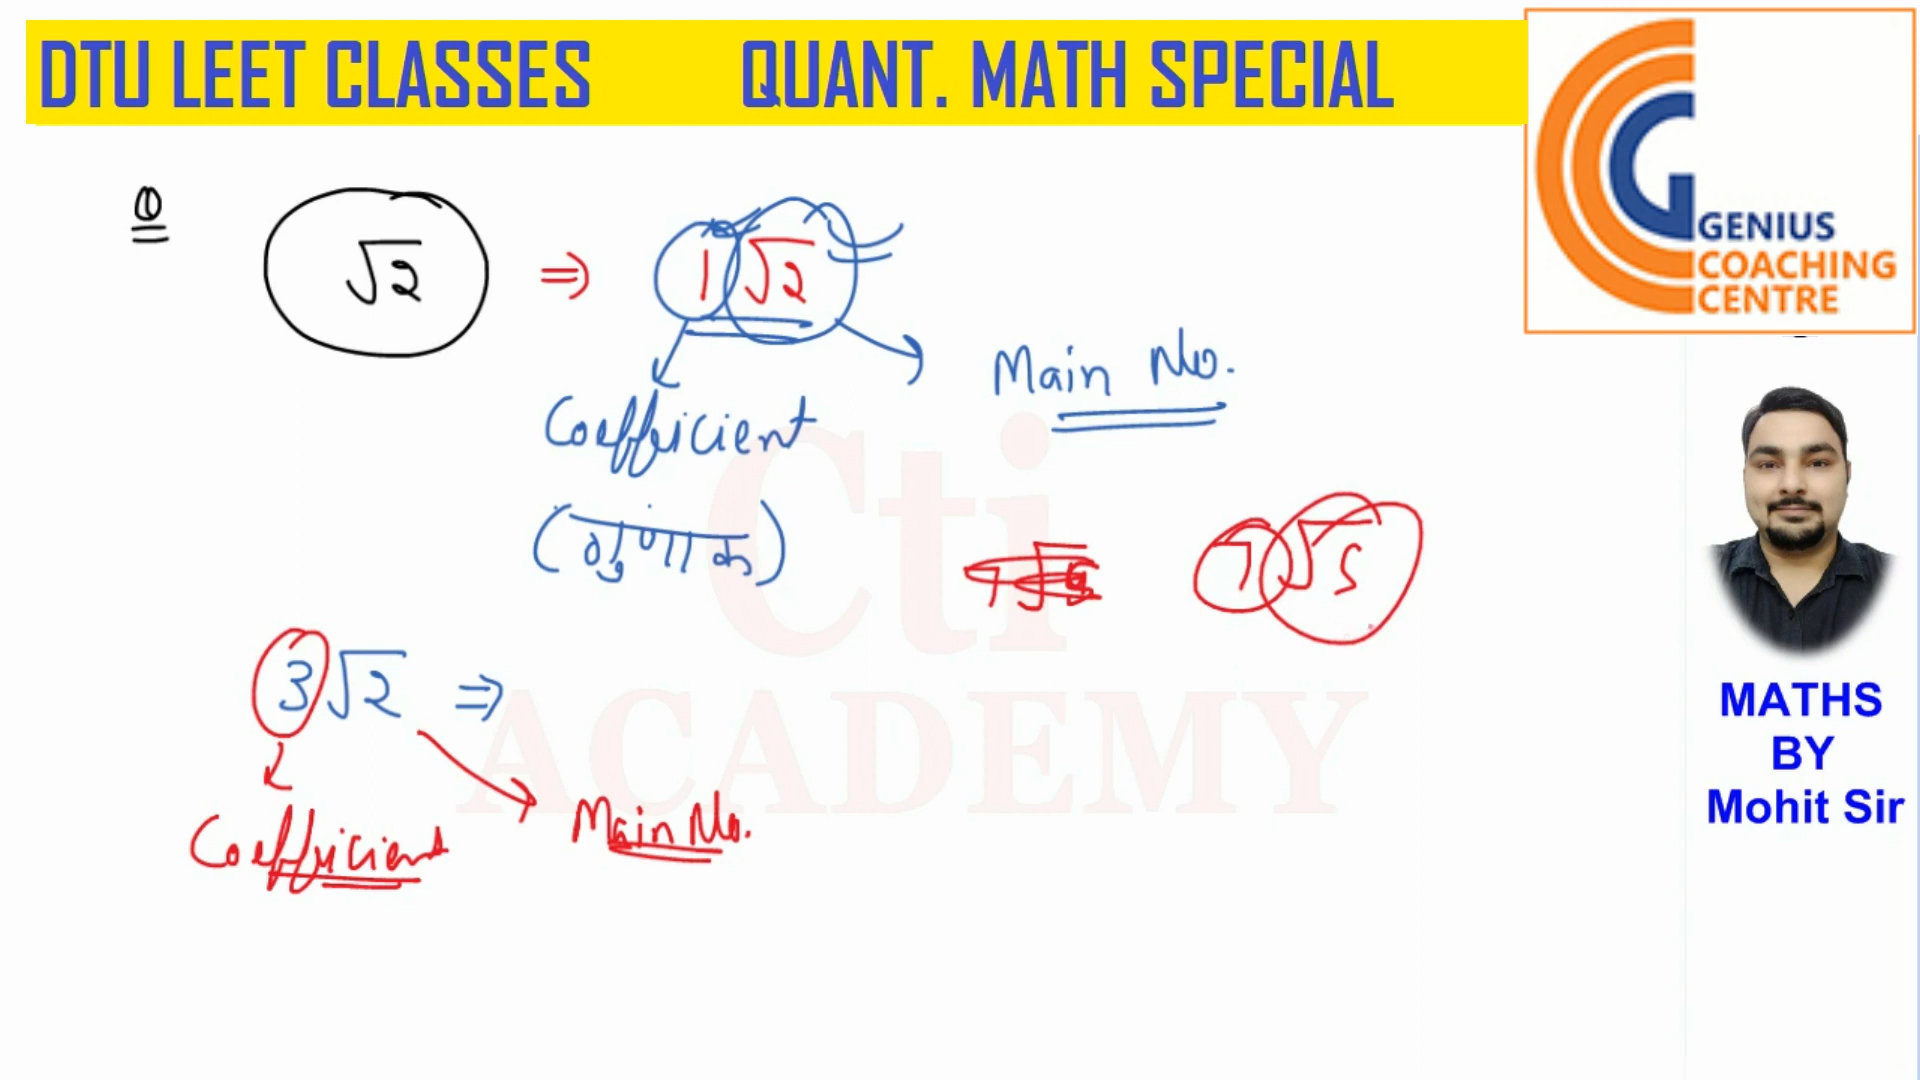 DTU LEET CLASSES QUANT. MATH SPECIAL
GENIUS
COACHING
CENTRE
①
√2 ⇒ 1√2
Main No.
Coefficient
(गुणांक)
7√5
3√2 ⇒
Coefficient
Main No.
Cti
ACADEMY
MATHS
BY
Mohit Sir